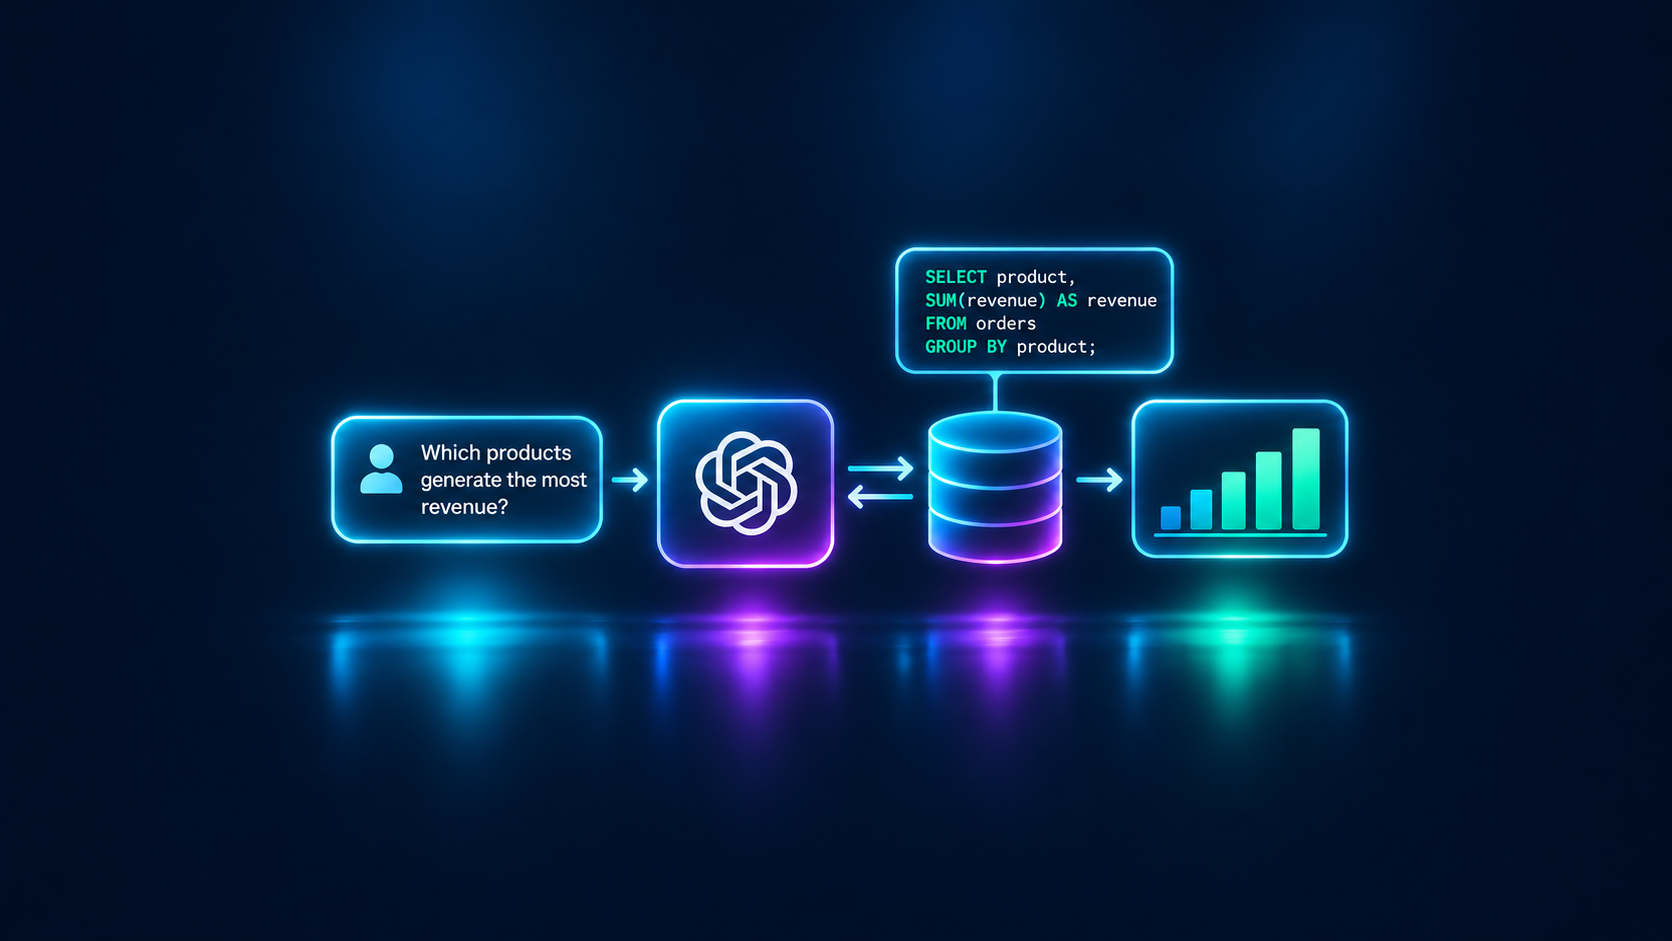 Which products
generate the most
revenue?
SELECT product,
SUM(revenue) AS revenue
FROM orders
GROUP BY product;